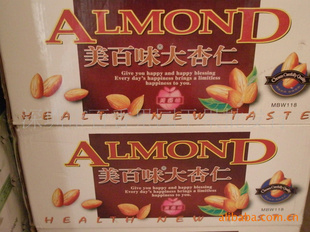 ALMOND
美百味大杏仁
Give you happy and happy blessing
Every day's happiness brings a limitless
happiness to you.
MBW118
HEALTH NEW TASTE
ALMOND
美百味大杏仁
Give you happy and happy blessing
Every day's happiness brings a limitless
happiness to you.
MBW118
HEALTH NEW TASTE